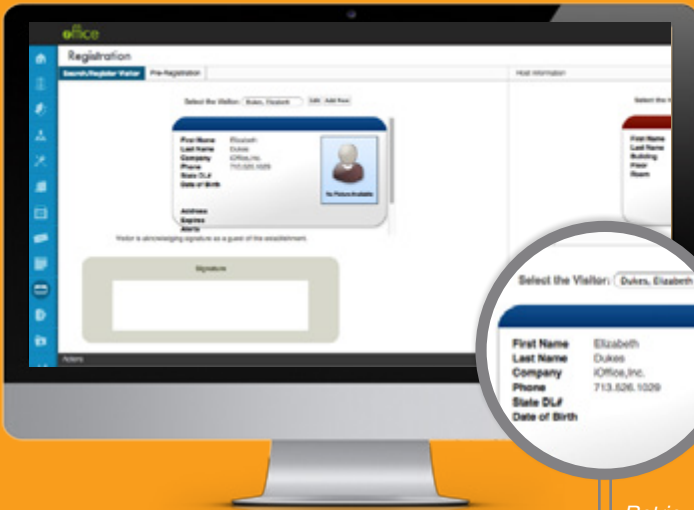 office
Registration
Search/Register Visitor Pre-Registration
Host Information
Select the Visitor: Dukes, Elizabeth Edit Add New
First Name Elizabeth
Last Name Dukes
Company iOffice,Inc.
Phone 713.526.1029
State DL#
Date of Birth
No Picture Available
Address
Expires
Alerts
Visitor is acknowledging signature as a guest of the establishment.
Signature
Actions
Select the
First Name
Last Name
Building
Floor
Room
Select the Visitor: Dukes, Elizabeth
First Name Elizabeth
Last Name Dukes
Company iOffice,Inc.
Phone 713.526.1029
State DL#
Date of Birth